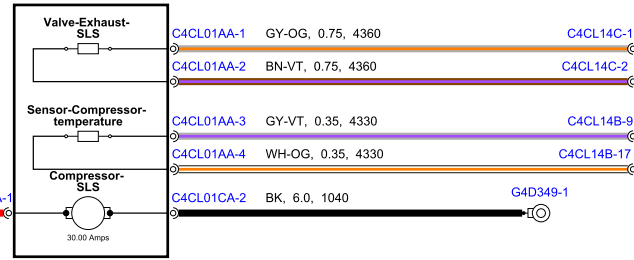 Valve-Exhaust-
SLS
C4CL01AA-1 GY-OG, 0.75, 4360 C4CL14C-1
C4CL01AA-2 BN-VT, 0.75, 4360 C4CL14C-2
Sensor-Compressor-
temperature
C4CL01AA-3 GY-VT, 0.35, 4330 C4CL14B-9
C4CL01AA-4 WH-OG, 0.35, 4330 C4CL14B-17
Compressor-
SLS
-1 C4CL01CA-2 BK, 6.0, 1040 G4D349-1
30.00 Amps